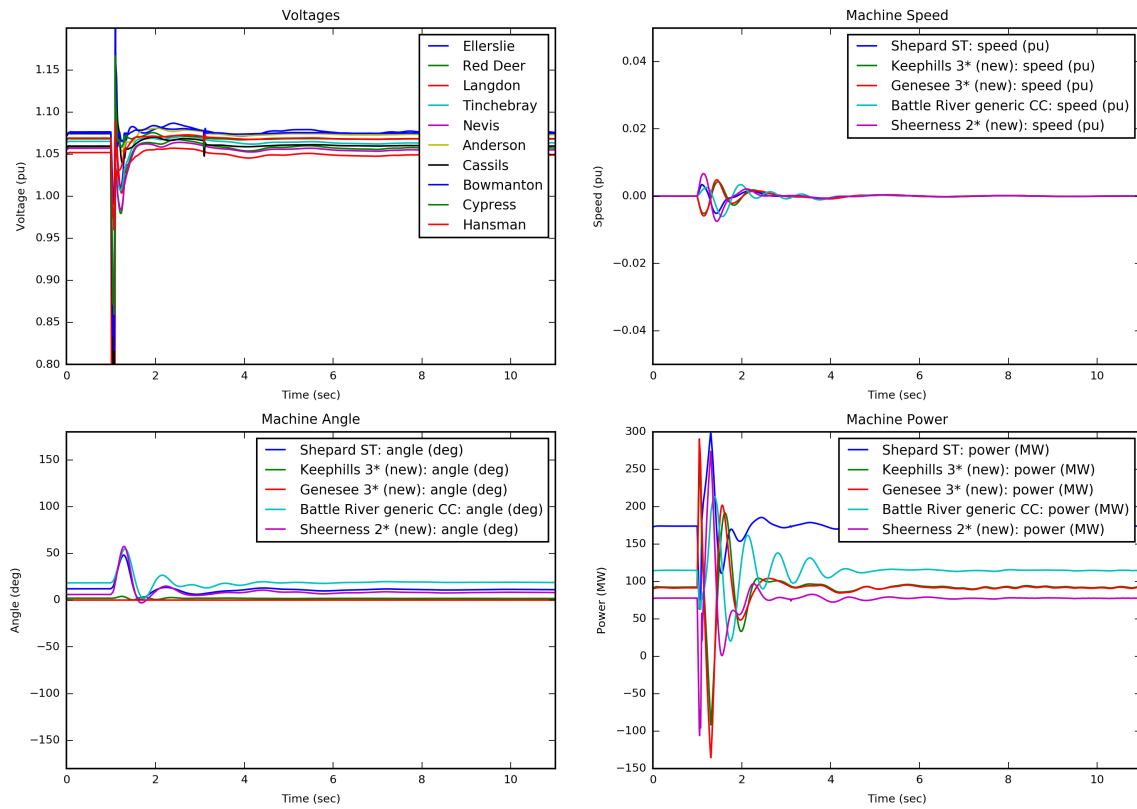 Voltages
1.15
1.10
1.05
1.00
0.95
0.90
0.85
0.80
Voltage (pu)
0 2 4 6 8 10
Time (sec)
Ellerslie
Red Deer
Langdon
Tinchebray
Nevis
Anderson
Cassils
Bowmanton
Cypress
Hansman
Machine Speed
0.04
0.02
0.00
−0.02
−0.04
Speed (pu)
0 2 4 6 8 10
Time (sec)
Shepard ST: speed (pu)
Keephills 3* (new): speed (pu)
Genesee 3* (new): speed (pu)
Battle River generic CC: speed (pu)
Sheerness 2* (new): speed (pu)
Machine Angle
150
100
50
0
−50
−100
−150
Angle (deg)
0 2 4 6 8 10
Time (sec)
Shepard ST: angle (deg)
Keephills 3* (new): angle (deg)
Genesee 3* (new): angle (deg)
Battle River generic CC: angle (deg)
Sheerness 2* (new): angle (deg)
Machine Power
300
250
200
150
100
50
0
−50
−100
−150
Power (MW)
0 2 4 6 8 10
Time (sec)
Shepard ST: power (MW)
Keephills 3* (new): power (MW)
Genesee 3* (new): power (MW)
Battle River generic CC: power (MW)
Sheerness 2* (new): power (MW)